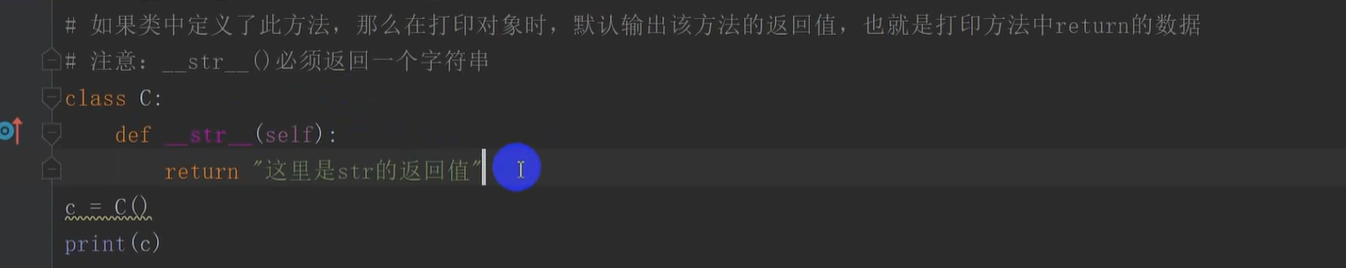 # 如果类中定义了此方法，那么在打印对象时，默认输出该方法的返回值，也就是打印方法中return的数据
# 注意：__str__()必须返回一个字符串
class C:
    def __str__(self):
        return "这里是str的返回值"
c = C()
print(c)